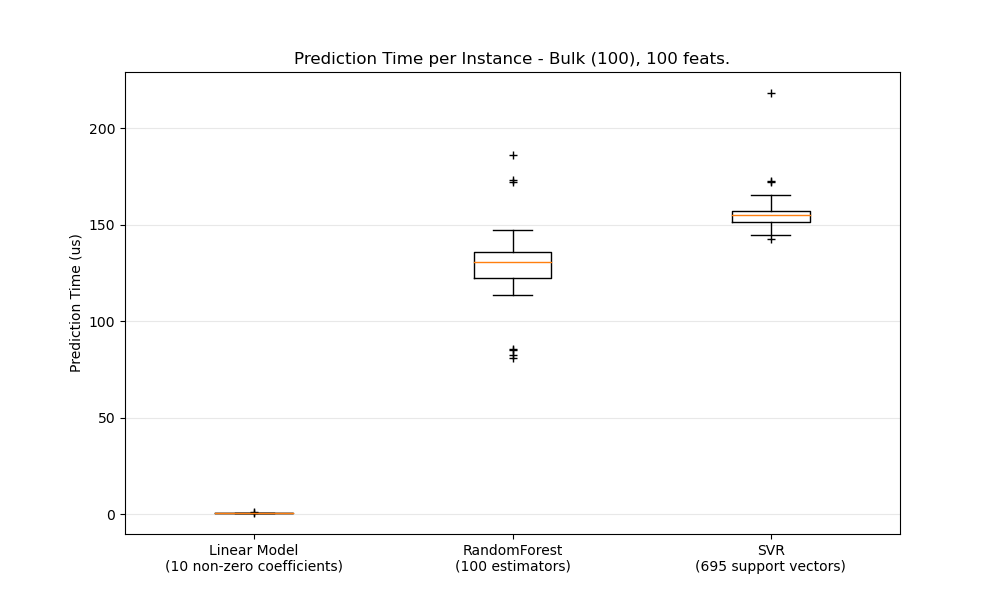 Prediction Time per Instance - Bulk (100), 100 feats.
Prediction Time (us)
200
150
100
50
0
Linear Model
(10 non-zero coefficients)
RandomForest
(100 estimators)
SVR
(695 support vectors)